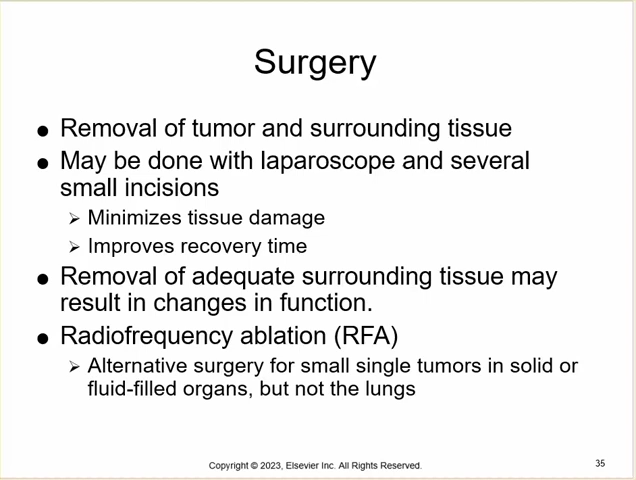 Surgery
● Removal of tumor and surrounding tissue
● May be done with laparoscope and several
small incisions
➢ Minimizes tissue damage
➢ Improves recovery time
● Removal of adequate surrounding tissue may
result in changes in function.
● Radiofrequency ablation (RFA)
➢ Alternative surgery for small single tumors in solid or
fluid-filled organs, but not the lungs
Copyright © 2023, Elsevier Inc. All Rights Reserved.
35